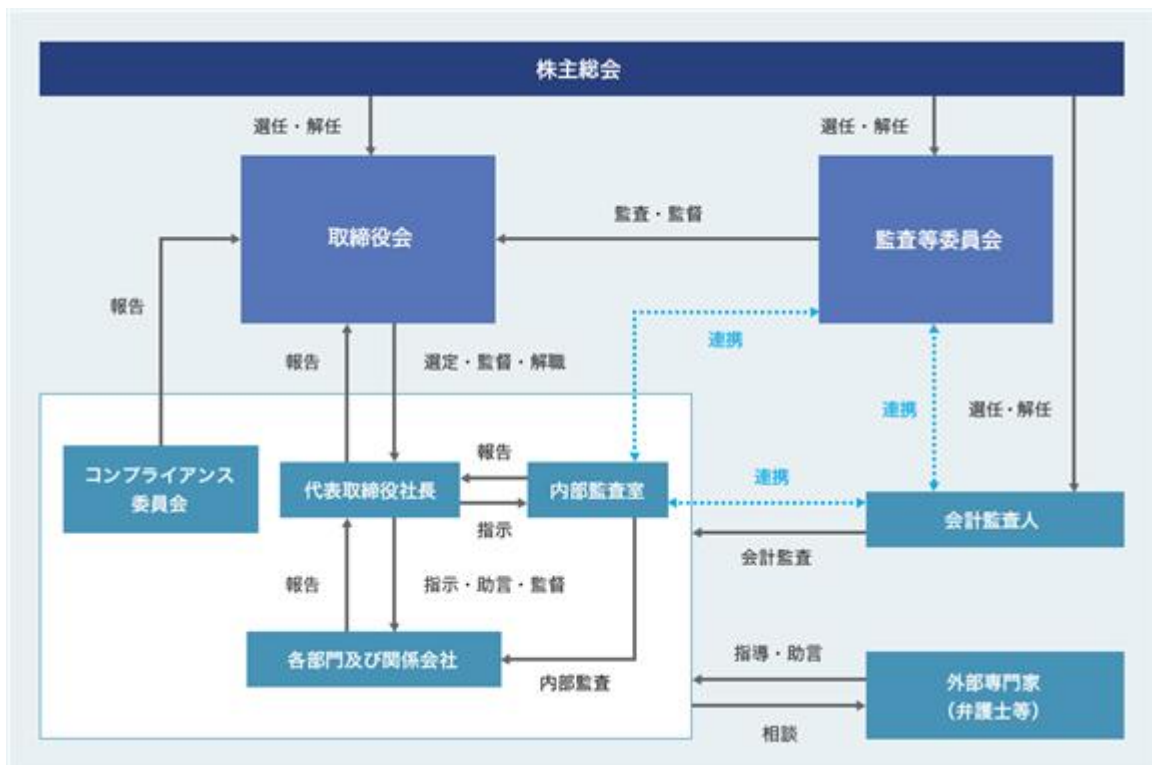 株主総会
選任・解任
選任・解任
取締役会
監査・監督
監査等委員会
報告
連携
報告
選定・監督・解職
連携
選任・解任
コンプライアンス
委員会
代表取締役社長
報告
指示
内部監査室
連携
会計監査人
会計監査
報告
指示・助言・監督
各部門及び関係会社
内部監査
指導・助言
相談
外部専門家
（弁護士等）